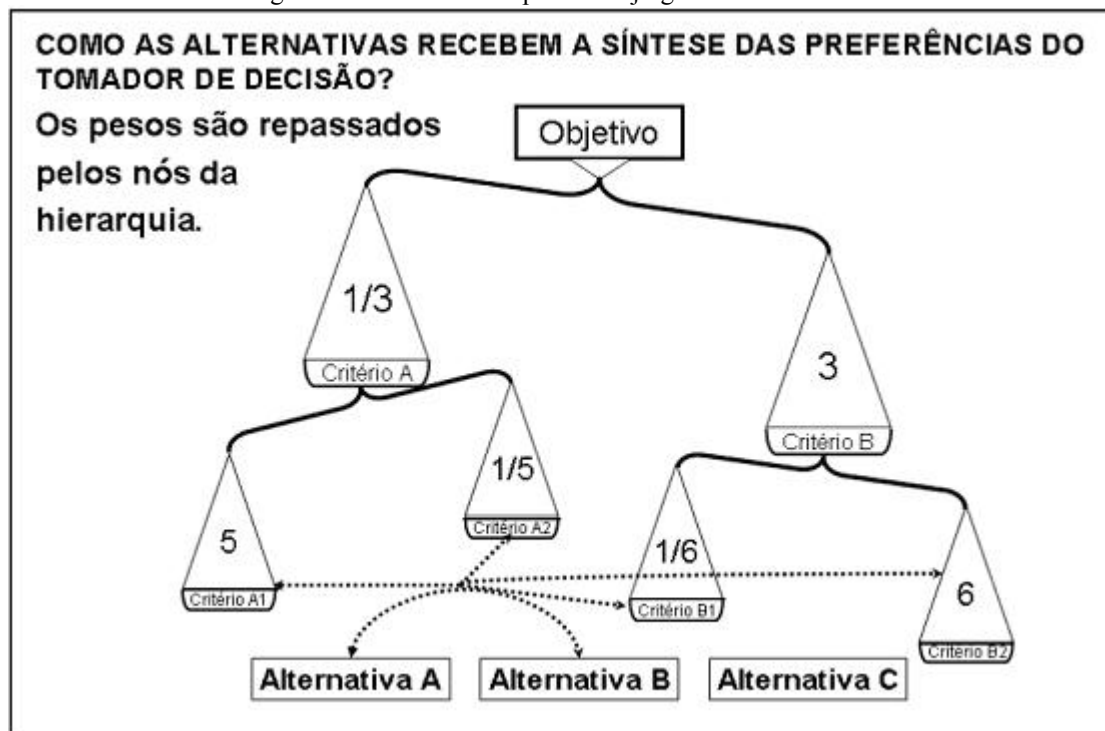 COMO AS ALTERNATIVAS RECEBEM A SÍNTESE DAS PREFERÊNCIAS DO
TOMADOR DE DECISÃO?
Os pesos são repassados
pelos nós da
hierarquia.
Objetivo
1/3
Critério A
3
Critério B
1/5
Critério A2
5
Critério A1
1/6
Critério B1
6
Critério B2
Alternativa A
Alternativa B
Alternativa C